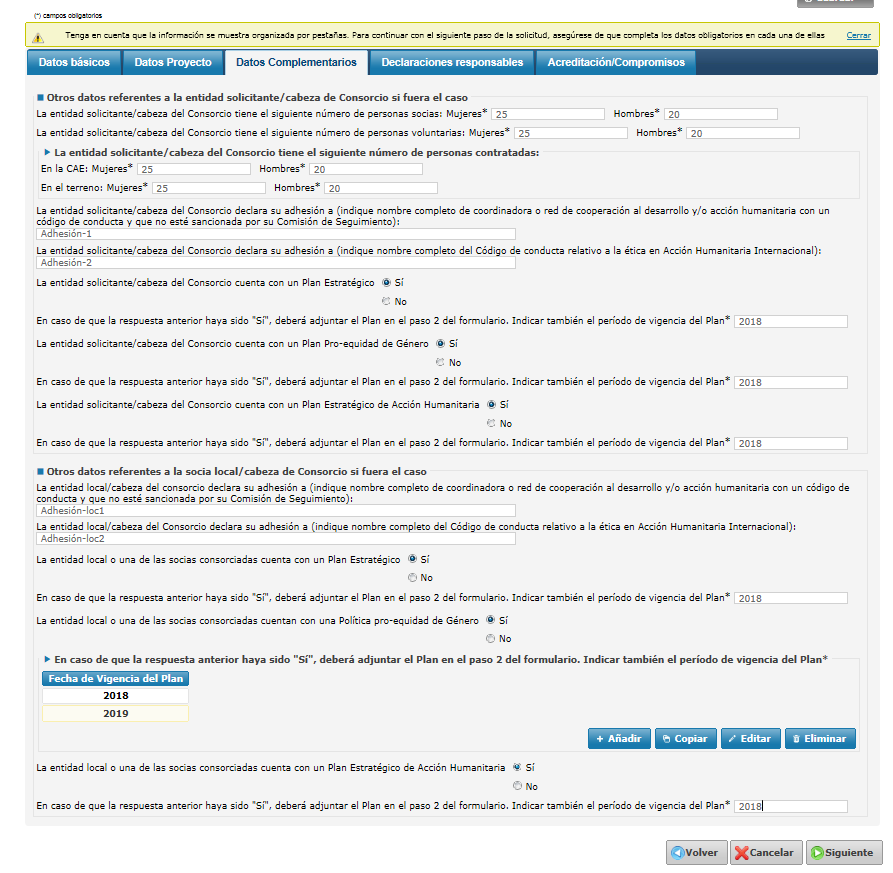 (*) campos obligatorios
Tenga en cuenta que la información se muestra organizada por pestañas. Para continuar con el siguiente paso de la solicitud, asegúrese de que completa los datos obligatorios en cada una de ellas Cerrar
Datos básicos Datos Proyecto Datos Complementarios Declaraciones responsables Acreditación/Compromisos
Otros datos referentes a la entidad solicitante/cabeza de Consorcio si fuera el caso
La entidad solicitante/cabeza del Consorcio tiene el siguiente número de personas socias: Mujeres* 25 Hombres* 20
La entidad solicitante/cabeza del Consorcio tiene el siguiente número de personas voluntarias: Mujeres* 25 Hombres* 20
La entidad solicitante/cabeza del Consorcio tiene el siguiente número de personas contratadas:
En la CAE: Mujeres* 25 Hombres* 20
En el terreno: Mujeres* 25 Hombres* 20
La entidad solicitante/cabeza del Consorcio declara su adhesión a (indique nombre completo de coordinadora o red de cooperación al desarrollo y/o acción humanitaria con un
código de conducta y que no esté sancionada por su Comisión de Seguimiento):
Adhesión-1
La entidad solicitante/cabeza del Consorcio declara su adhesión a (indique nombre completo del Código de conducta relativo a la ética en Acción Humanitaria Internacional):
Adhesión-2
La entidad solicitante/cabeza del Consorcio cuenta con un Plan Estratégico Sí
No
En caso de que la respuesta anterior haya sido "Sí", deberá adjuntar el Plan en el paso 2 del formulario. Indicar también el período de vigencia del Plan* 2018
La entidad solicitante/cabeza del Consorcio cuenta con un Plan Pro-equidad de Género Sí
No
En caso de que la respuesta anterior haya sido "Sí", deberá adjuntar el Plan en el paso 2 del formulario. Indicar también el período de vigencia del Plan* 2018
La entidad solicitante/cabeza del Consorcio cuenta con un Plan Estratégico de Acción Humanitaria Sí
No
En caso de que la respuesta anterior haya sido "Sí", deberá adjuntar el Plan en el paso 2 del formulario. Indicar también el período de vigencia del Plan* 2018
Otros datos referentes a la socia local/cabeza de Consorcio si fuera el caso
La entidad local/cabeza del consorcio declara su adhesión a (indique nombre completo de coordinadora o red de cooperación al desarrollo y/o acción humanitaria con un código de
conducta y que no esté sancionada por su Comisión de Seguimiento):
Adhesión-loc1
La entidad local/cabeza del Consorcio declara su adhesión a (indique nombre completo del Código de conducta relativo a la ética en Acción Humanitaria Internacional):
Adhesión-loc2
La entidad local o una de las socias consorciadas cuenta con un Plan Estratégico Sí
No
En caso de que la respuesta anterior haya sido "Sí", deberá adjuntar el Plan en el paso 2 del formulario. Indicar también el período de vigencia del Plan* 2018
La entidad local o una de las socias consorciadas cuentan con una Política pro-equidad de Género Sí
No
En caso de que la respuesta anterior haya sido "Sí", deberá adjuntar el Plan en el paso 2 del formulario. Indicar también el período de vigencia del Plan*
Fecha de Vigencia del Plan
2018
2019
+ Añadir Copiar Editar Eliminar
La entidad local o una de las socias consorciadas cuenta con un Plan Estratégico de Acción Humanitaria Sí
No
En caso de que la respuesta anterior haya sido "Sí", deberá adjuntar el Plan en el paso 2 del formulario. Indicar también el período de vigencia del Plan* 2018
Volver Cancelar Siguiente